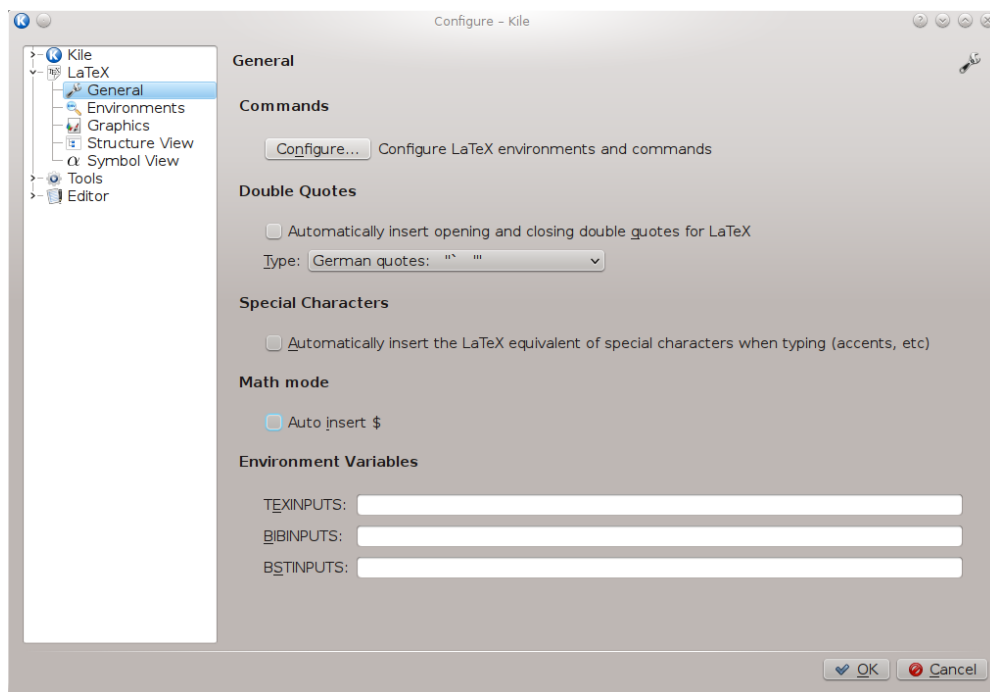 Configure – Kile
Kile
LaTeX
General
Environments
Graphics
Structure View
Symbol View
Tools
Editor
General
Commands
Configure... Configure LaTeX environments and commands
Double Quotes
Automatically insert opening and closing double quotes for LaTeX
Type: German quotes: "` "'
Special Characters
Automatically insert the LaTeX equivalent of special characters when typing (accents, etc)
Math mode
Auto insert $
Environment Variables
TEXINPUTS:
BIBINPUTS:
BSTINPUTS:
OK Cancel